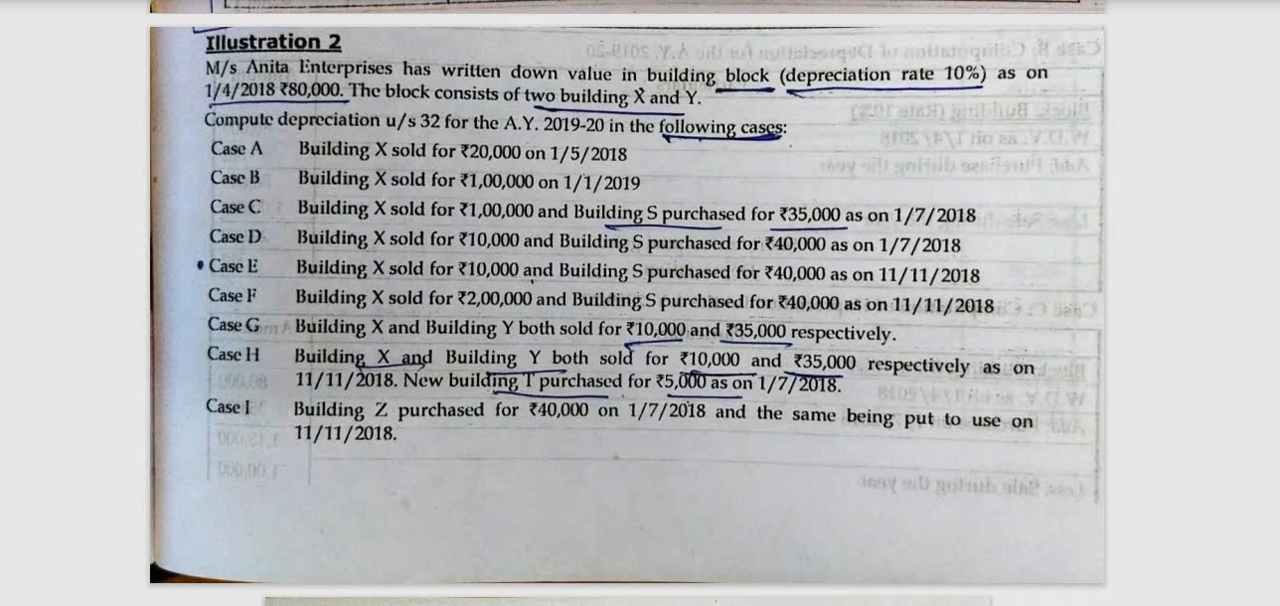 Illustration 2
M/s Anita Enterprises has written down value in building block (depreciation rate 10%) as on
1/4/2018 ₹80,000. The block consists of two building X and Y.
Compute depreciation u/s 32 for the A.Y. 2019-20 in the following cases:
Case A Building X sold for ₹20,000 on 1/5/2018
Case B Building X sold for ₹1,00,000 on 1/1/2019
Case C Building X sold for ₹1,00,000 and Building S purchased for ₹35,000 as on 1/7/2018
Case D Building X sold for ₹10,000 and Building S purchased for ₹40,000 as on 1/7/2018
• Case E Building X sold for ₹10,000 and Building S purchased for ₹40,000 as on 11/11/2018
Case F Building X sold for ₹2,00,000 and Building S purchased for ₹40,000 as on 11/11/2018
Case G Building X and Building Y both sold for ₹10,000 and ₹35,000 respectively.
Case H Building X and Building Y both sold for ₹10,000 and ₹35,000 respectively as on
11/11/2018. New building T purchased for ₹5,000 as on 1/7/2018.
Case I Building Z purchased for ₹40,000 on 1/7/2018 and the same being put to use on
11/11/2018.